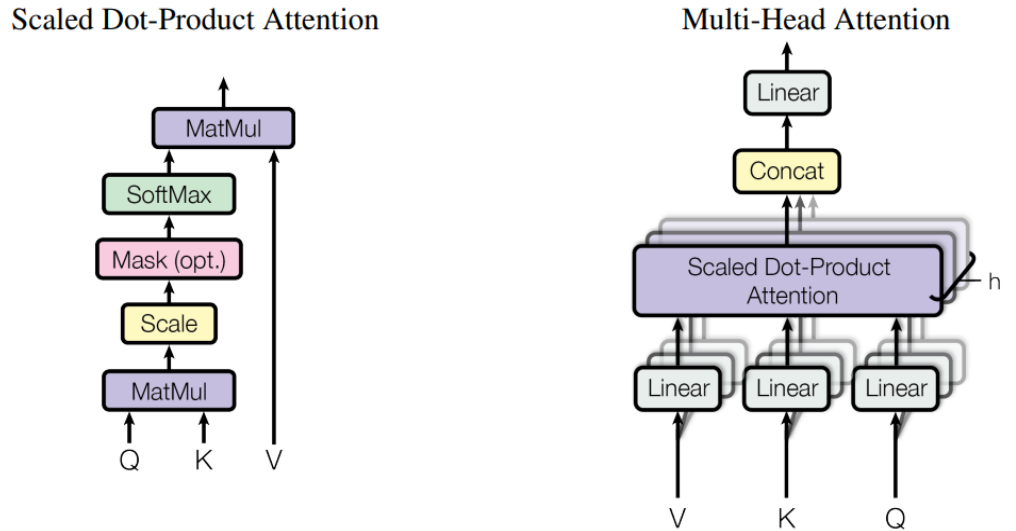 Scaled Dot-Product Attention
MatMul
SoftMax
Mask (opt.)
Scale
MatMul
Q K V
Multi-Head Attention
Linear
Concat
Scaled Dot-Product
Attention
h
Linear Linear Linear
V K Q